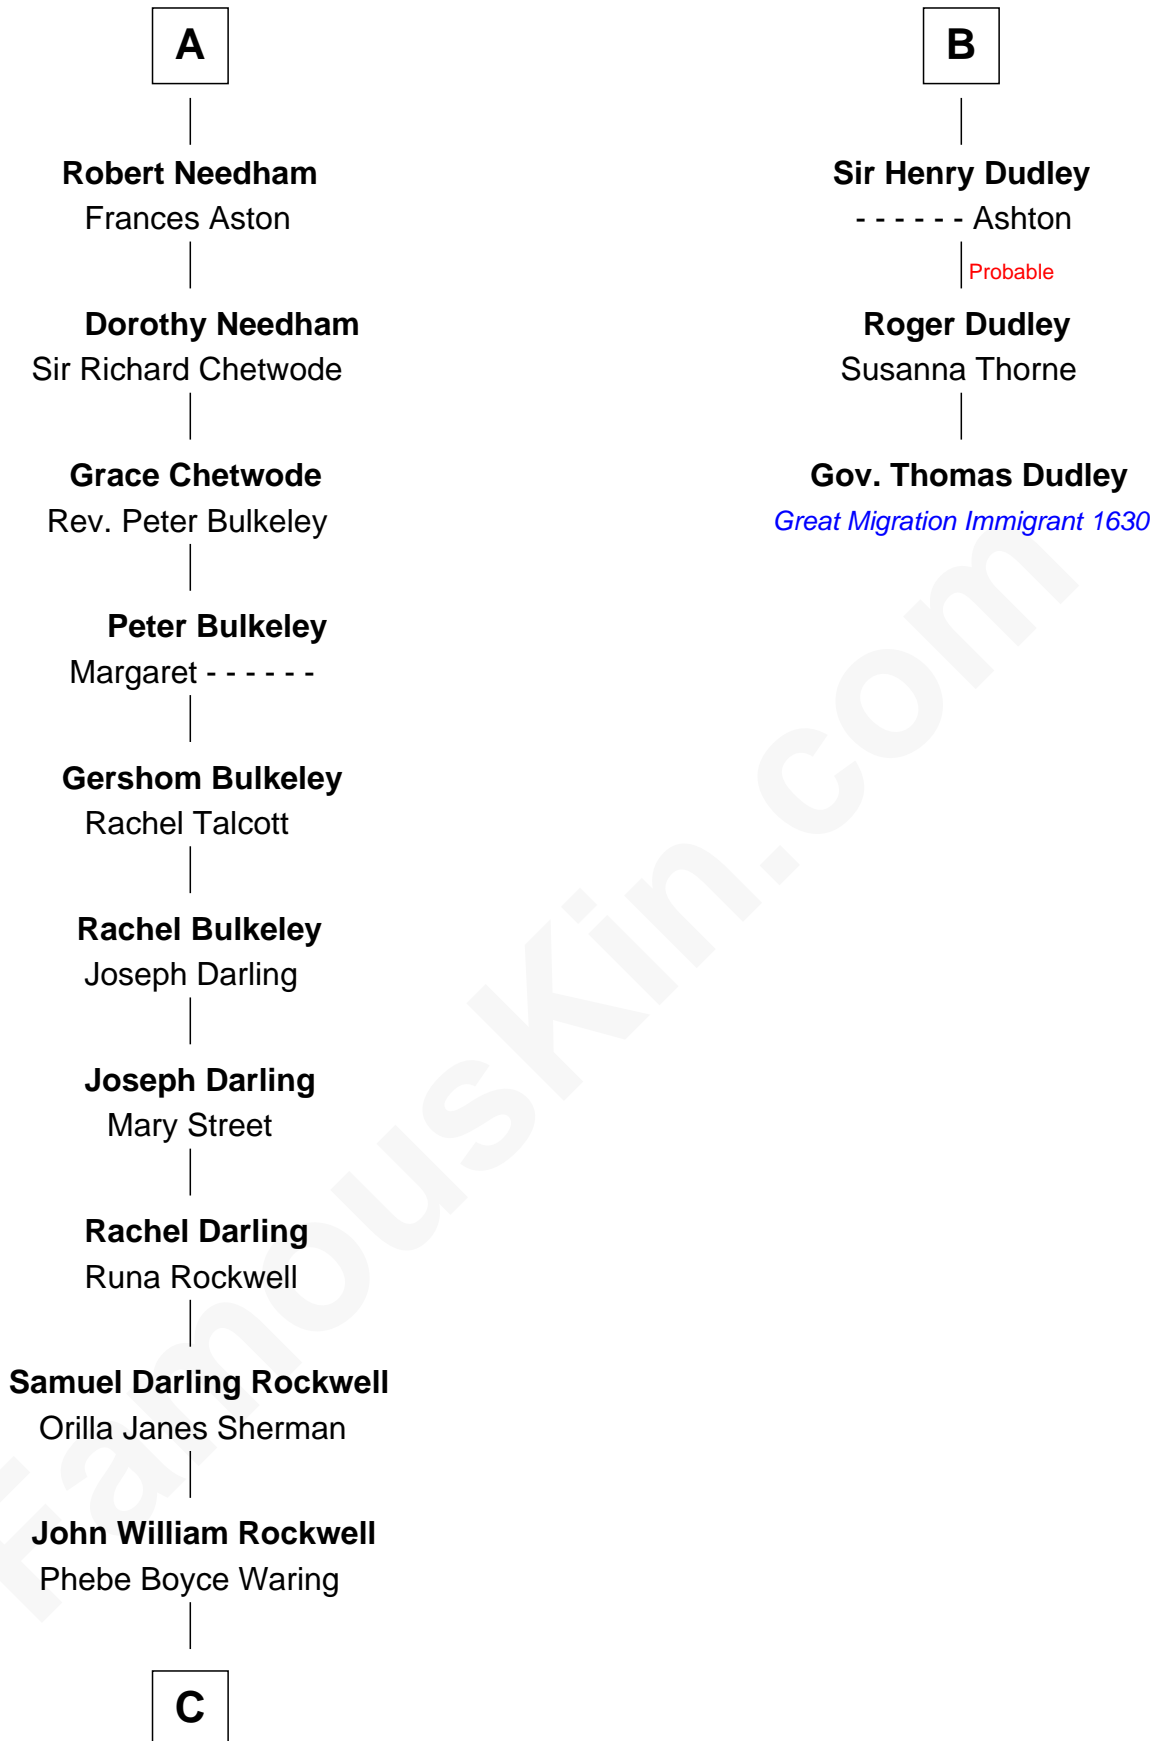 A
Robert Needham
Frances Aston
Dorothy Needham
Sir Richard Chetwode
Grace Chetwode
Rev. Peter Bulkeley
Peter Bulkeley
Margaret - - - - - -
Gershom Bulkeley
Rachel Talcott
Rachel Bulkeley
Joseph Darling
Joseph Darling
Mary Street
Rachel Darling
Runa Rockwell
Samuel Darling Rockwell
Orilla Janes Sherman
John William Rockwell
Phebe Boyce Waring
C
B
Sir Henry Dudley
- - - - - - Ashton
Probable
Roger Dudley
Susanna Thorne
Gov. Thomas Dudley
Great Migration Immigrant 1630
FamousKin.com